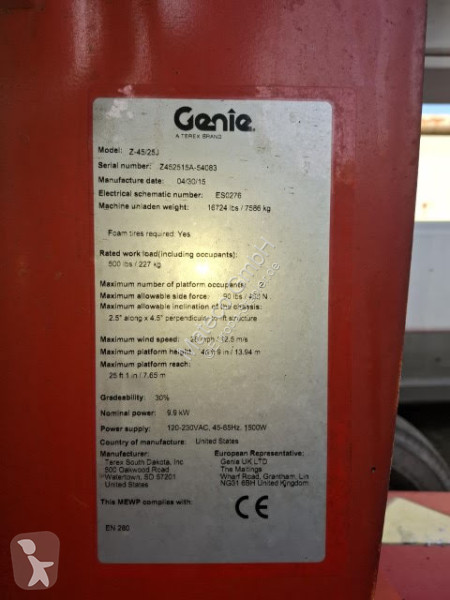 Genie
A TEREX BRAND
Model: Z-45/25J
Serial number: Z452515A-54083
Manufacture date: 04/30/15
Electrical schematic number: ES0276
Machine unladen weight: 16724 lbs / 7586 kg
Foam tires required: Yes
Rated work load(including occupants):
500 lbs / 227 kg
Maximum number of platform occupants: 2
Maximum allowable side force: 90 lbs / 400 N
Maximum allowable inclination of the chassis:
2.5° along x 4.5° perpendicular to lift structure
Maximum wind speed: 28 mph / 12.5 m/s
Maximum platform height: 45 ft 9 in / 13.94 m
Maximum platform reach:
25 ft 1 in / 7.65 m
Gradeability: 30%
Nominal power: 9.9 kW
Power supply: 120-230VAC, 45-65Hz, 1500W
Country of manufacture: United States
Manufacturer:
Terex South Dakota, Inc
500 Oakwood Road
Watertown, SD 57201
United States
European Representative:
Genie UK LTD
The Maltings
Wharf Road, Grantham, Lin
NG31 6BH United Kingdom
This MEWP complies with:
CE
EN 280